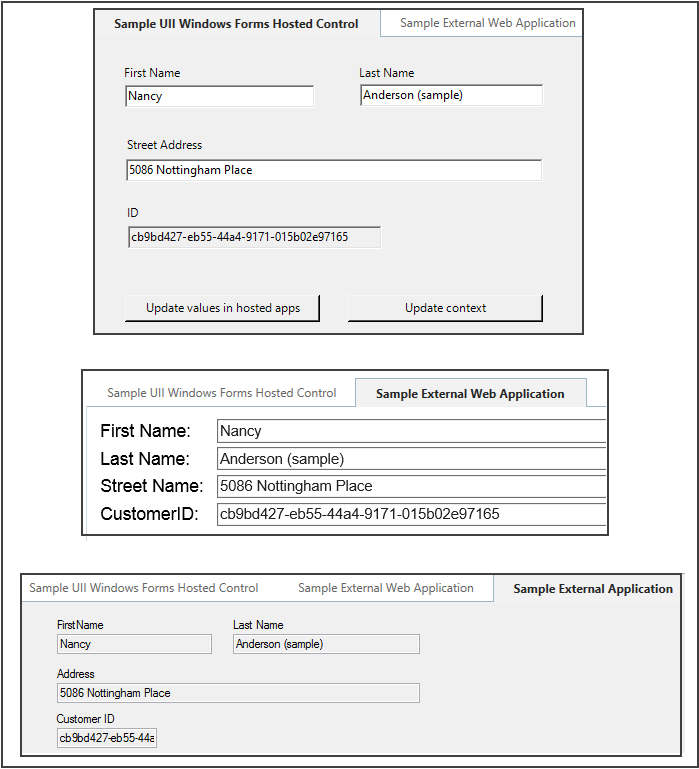 Sample UII Windows Forms Hosted Control Sample External Web Application
First Name Last Name
Nancy Anderson (sample)
Street Address
5086 Nottingham Place
ID
cb9bd427-eb55-44a4-9171-015b02e97165
Update values in hosted apps Update context
Sample UII Windows Forms Hosted Control Sample External Web Application
First Name: Nancy
Last Name: Anderson (sample)
Street Name: 5086 Nottingham Place
CustomerID: cb9bd427-eb55-44a4-9171-015b02e97165
Sample UII Windows Forms Hosted Control Sample External Web Application Sample External Application
FirstName Last Name
Nancy Anderson (sample)
Address
5086 Nottingham Place
Customer ID
cb9bd427-eb55-44a